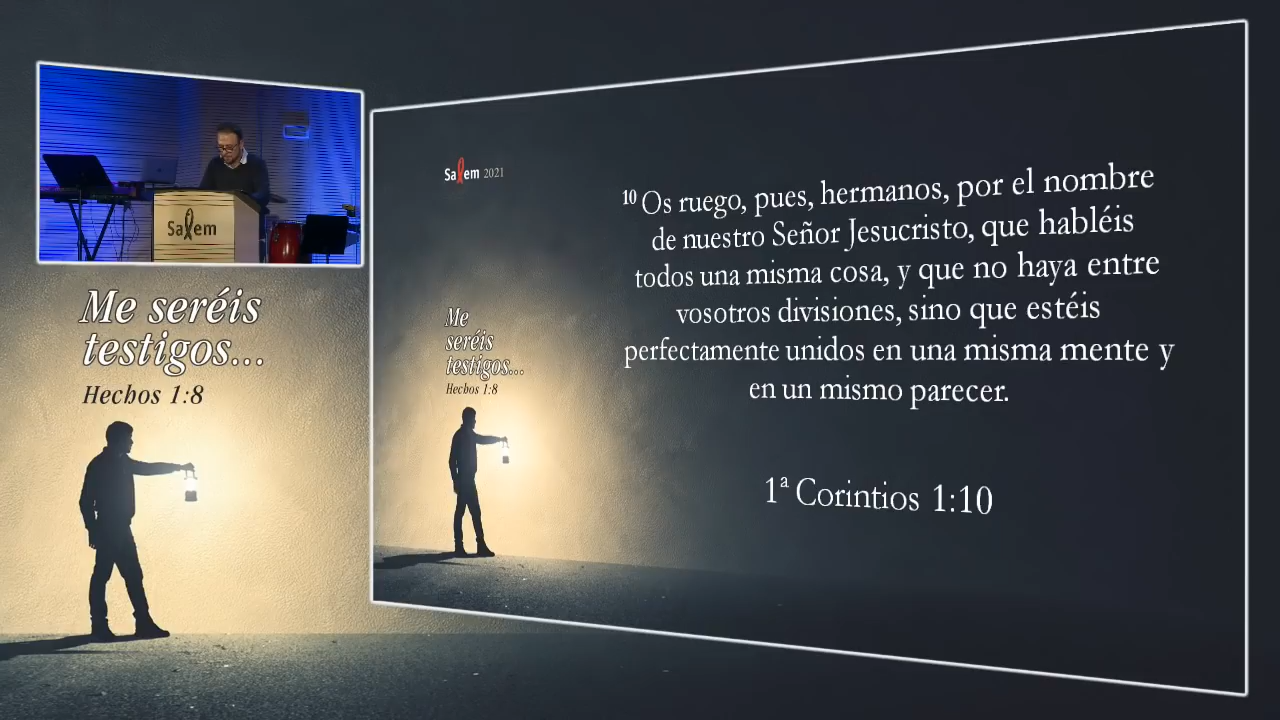 Salem
Me seréis
testigos...
Hechos 1:8
Salem 2021
Me
seréis
testigos...
Hechos 1:8
10 Os ruego, pues, hermanos, por el nombre
de nuestro Señor Jesucristo, que habléis
todos una misma cosa, y que no haya entre
vosotros divisiones, sino que estéis
perfectamente unidos en una misma mente y
en un mismo parecer.
1ª Corintios 1:10